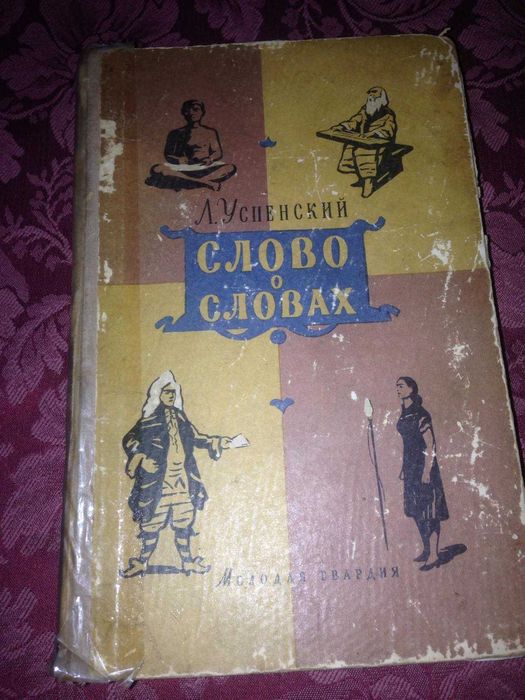 Л. Успенский
СЛОВО
О
СЛОВАХ
Молодая гвардия